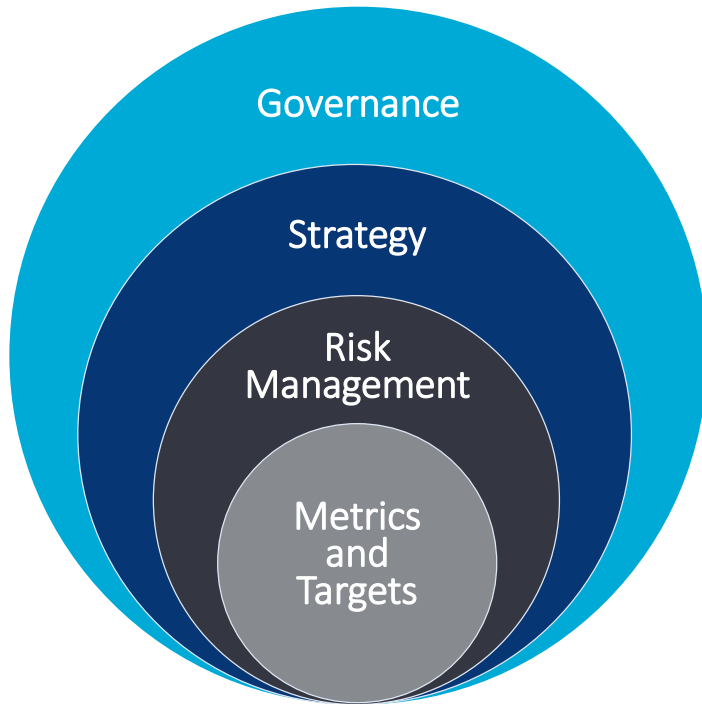 Governance
Strategy
Risk
Management
Metrics
and
Targets